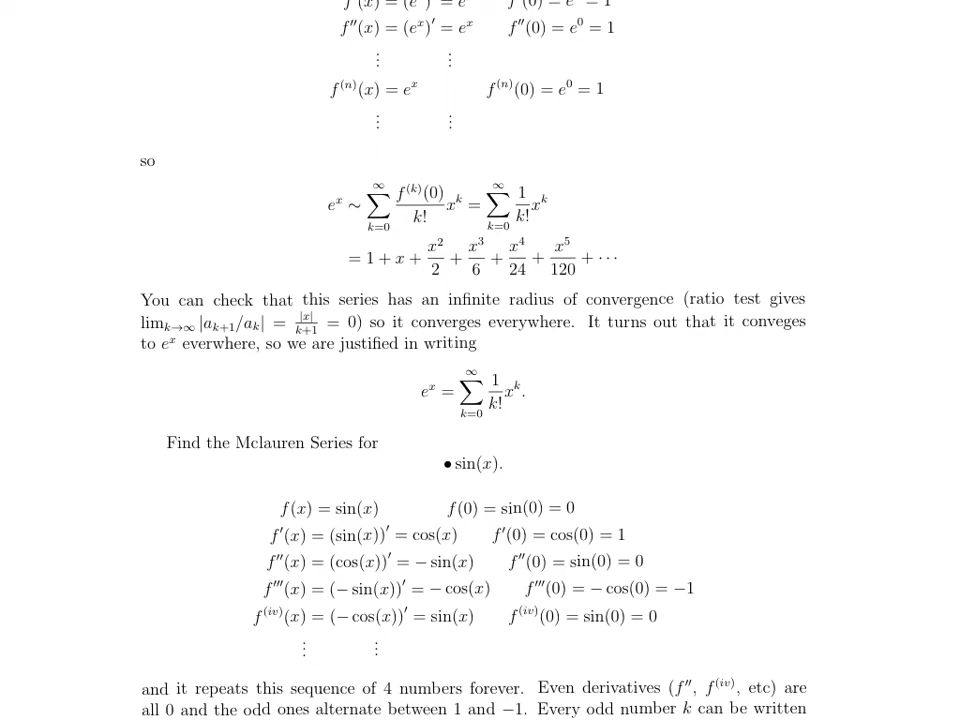 f′(x) = (e^x)′ = e^x    f′(0) = e^0 = 1
f″(x) = (e^x)′ = e^x    f″(0) = e^0 = 1
⋮    ⋮
f^(n)(x) = e^x    f^(n)(0) = e^0 = 1
⋮    ⋮
so
e^x ∼ ∑_{k=0}^{∞} f^(k)(0)/k! x^k = ∑_{k=0}^{∞} 1/k! x^k
= 1 + x + x^2/2 + x^3/6 + x^4/24 + x^5/120 + ···
You can check that this series has an infinite radius of convergence (ratio test gives
lim_{k→∞} |a_{k+1}/a_k| = |x|/(k+1) = 0) so it converges everywhere. It turns out that it conveges
to e^x everwhere, so we are justified in writing
e^x = ∑_{k=0}^{∞} 1/k! x^k.
Find the Mclauren Series for
• sin(x).
f(x) = sin(x)    f(0) = sin(0) = 0
f′(x) = (sin(x))′ = cos(x)    f′(0) = cos(0) = 1
f″(x) = (cos(x))′ = − sin(x)    f″(0) = sin(0) = 0
f‴(x) = (− sin(x))′ = − cos(x)    f‴(0) = − cos(0) = −1
f^(iv)(x) = (− cos(x))′ = sin(x)    f^(iv)(0) = sin(0) = 0
⋮    ⋮
and it repeats this sequence of 4 numbers forever. Even derivatives (f″, f^(iv), etc) are
all 0 and the odd ones alternate between 1 and −1. Every odd number k can be written